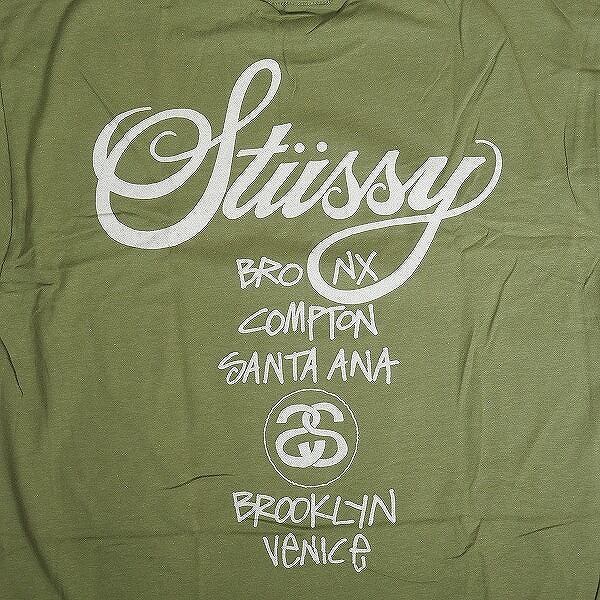 Stüssy
BRONX
COMPTON
SANTA ANA
SS
BROOKLYN
VENICE